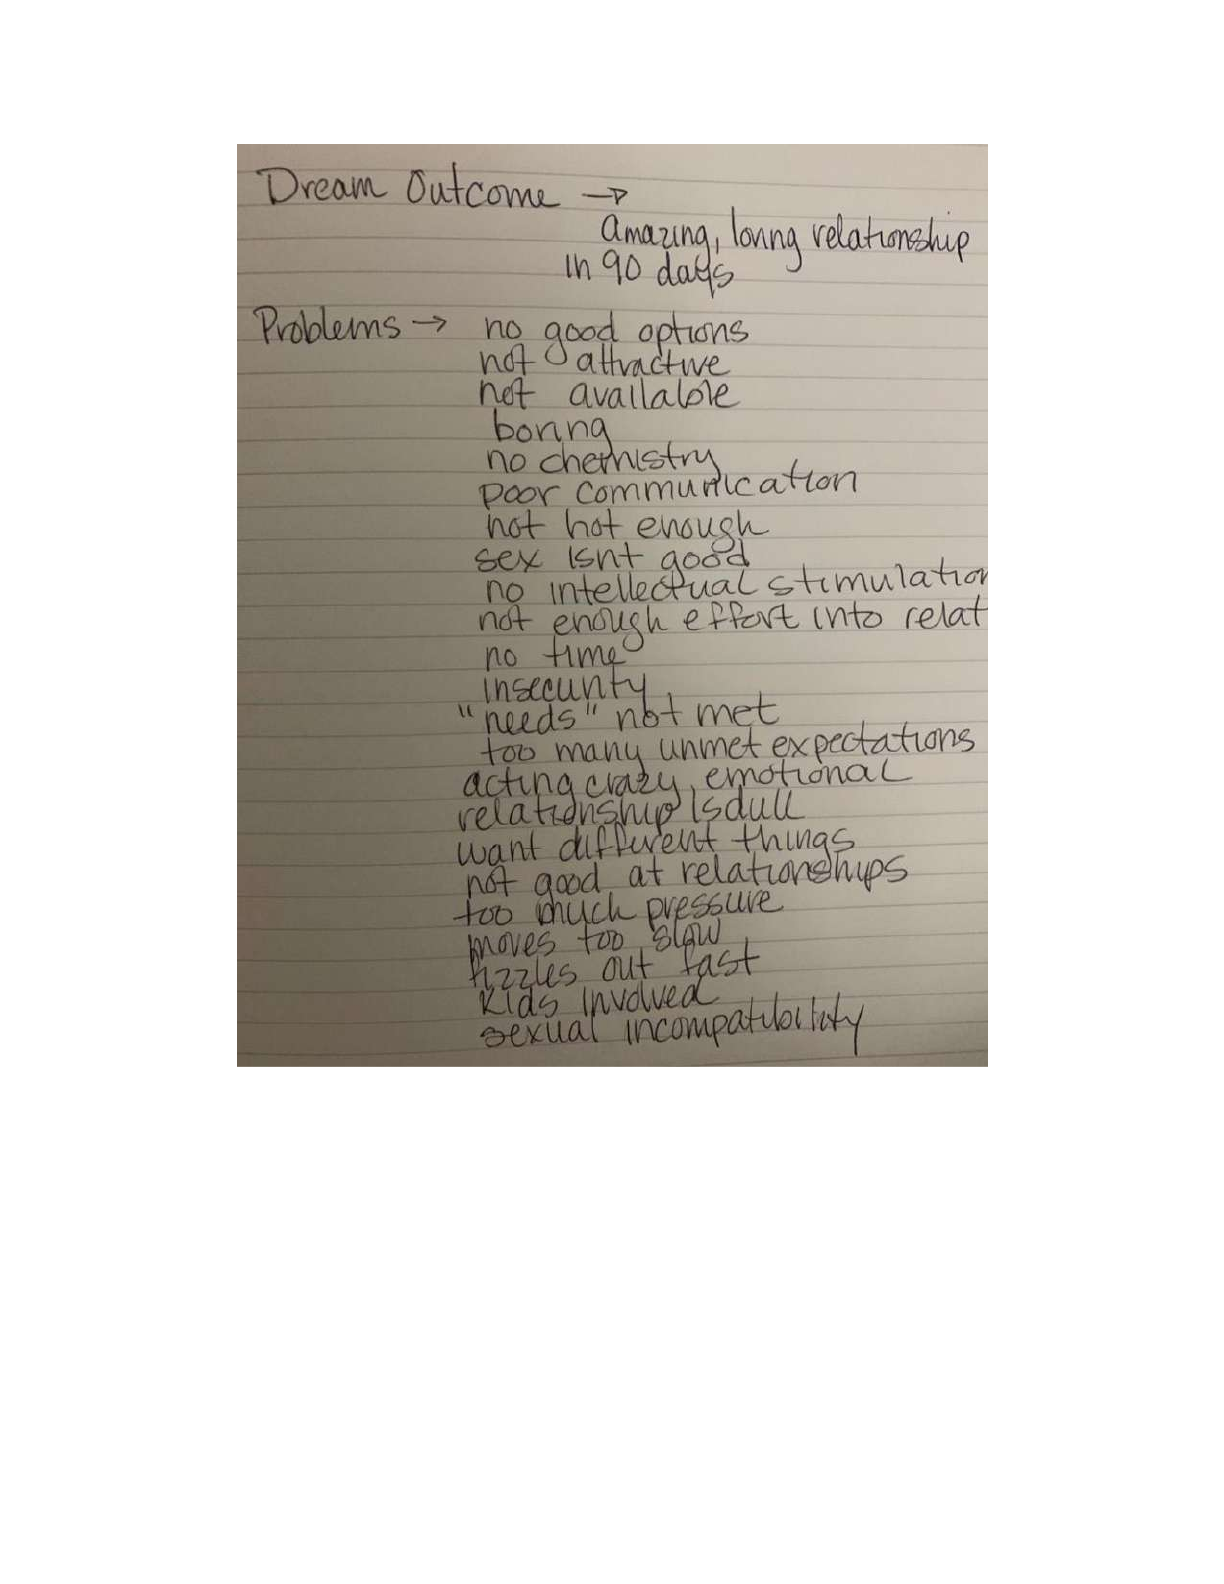 Dream Outcome →
Amazing, loving relationship
in 90 days
Problems → no good options
not attractive
not available
boring
no chemistry
poor communication
not hot enough
sex isnt good
no intellectual stimulation
not enough effort into relat
no time
insecurity
"needs" not met
too many unmet expectations
acting crazy, emotional
relationship is dull
want different things
not good at relationships
too much pressure
moves too slow
fizzles out fast
kids involved
sexual incompatibility